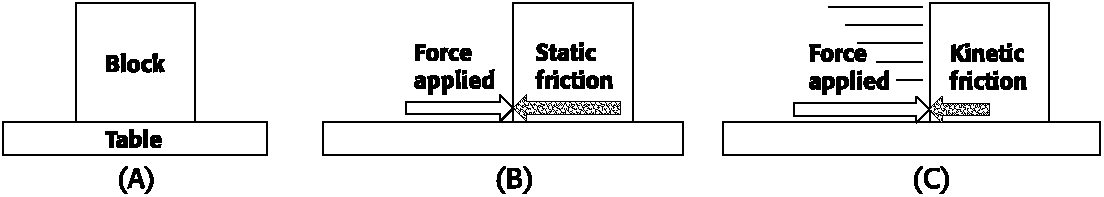 Block
Table
(A)
Force
applied
Static
friction
(B)
Force
applied
Kinetic
friction
(C)